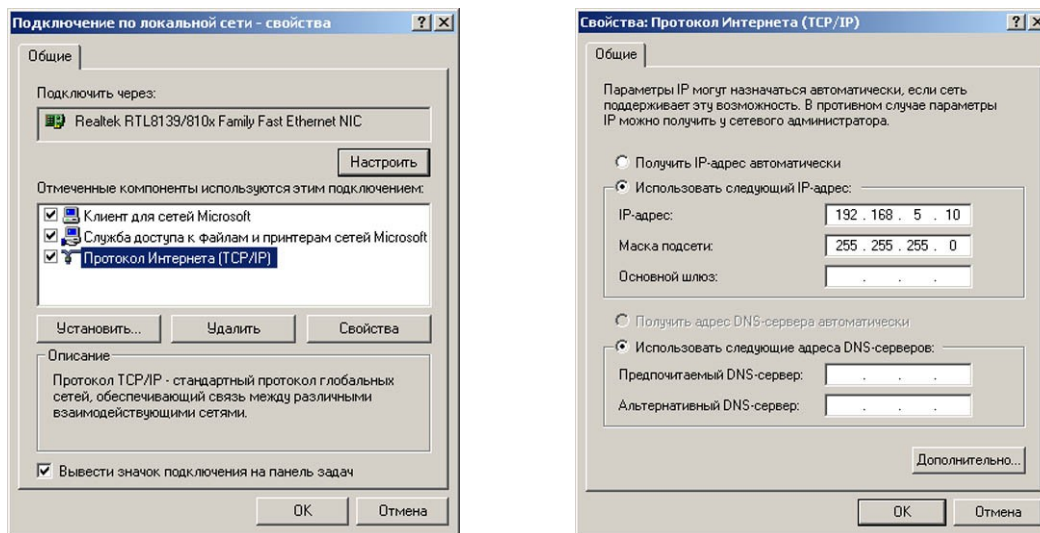 Подключение по локальной сети - свойства
Общие
Подключить через:
Realtek RTL8139/810x Family Fast Ethernet NIC
Настроить
Отмеченные компоненты используются этим подключением:
Клиент для сетей Microsoft
Служба доступа к файлам и принтерам сетей Microsoft
Протокол Интернета (TCP/IP)
Установить...
Удалить
Свойства
Описание
Протокол TCP/IP - стандартный протокол глобальных
сетей, обеспечивающий связь между различными
взаимодействующими сетями.
Вывести значок подключения на панель задач
OK
Отмена
Свойства: Протокол Интернета (TCP/IP)
Общие
Параметры IP могут назначаться автоматически, если сеть
поддерживает эту возможность. В противном случае параметры
IP можно получить у сетевого администратора.
Получить IP-адрес автоматически
Использовать следующий IP-адрес:
IP-адрес:
192 . 168 . 5 . 10
Маска подсети:
255 . 255 . 255 . 0
Основной шлюз:
Получить адрес DNS-сервера автоматически
Использовать следующие адреса DNS-серверов:
Предпочитаемый DNS-сервер:
Альтернативный DNS-сервер:
Дополнительно...
OK
Отмена